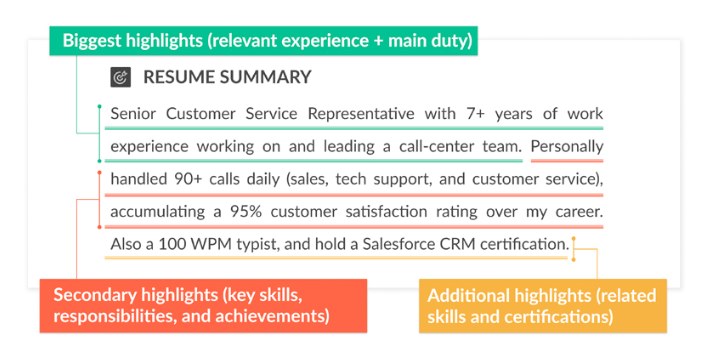 Biggest highlights (relevant experience + main duty)
RESUME SUMMARY
Senior Customer Service Representative with 7+ years of work
experience working on and leading a call-center team. Personally
handled 90+ calls daily (sales, tech support, and customer service),
accumulating a 95% customer satisfaction rating over my career.
Also a 100 WPM typist, and hold a Salesforce CRM certification.
Secondary highlights (key skills,
responsibilities, and achievements)
Additional highlights (related
skills and certifications)